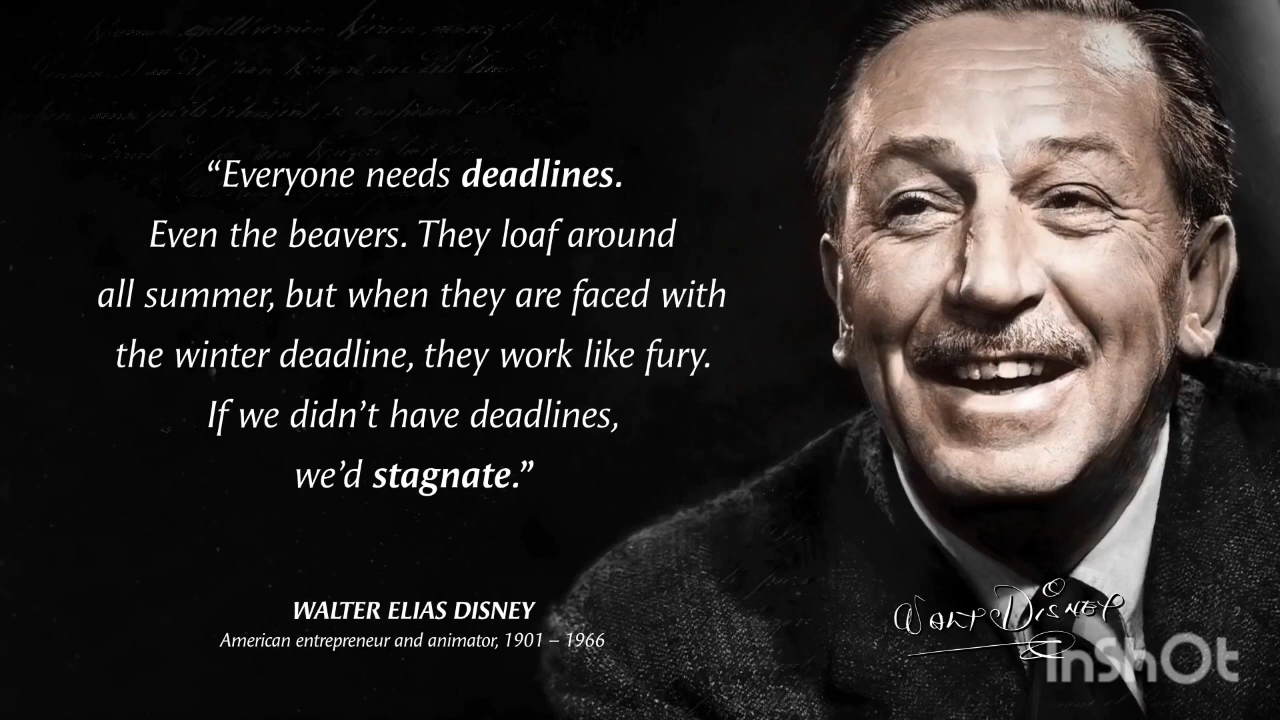 “Everyone needs deadlines.
Even the beavers. They loaf around
all summer, but when they are faced with
the winter deadline, they work like fury.
If we didn’t have deadlines,
we’d stagnate.”
WALTER ELIAS DISNEY
American entrepreneur and animator, 1901 – 1966
WALT DISNEY
InShOt